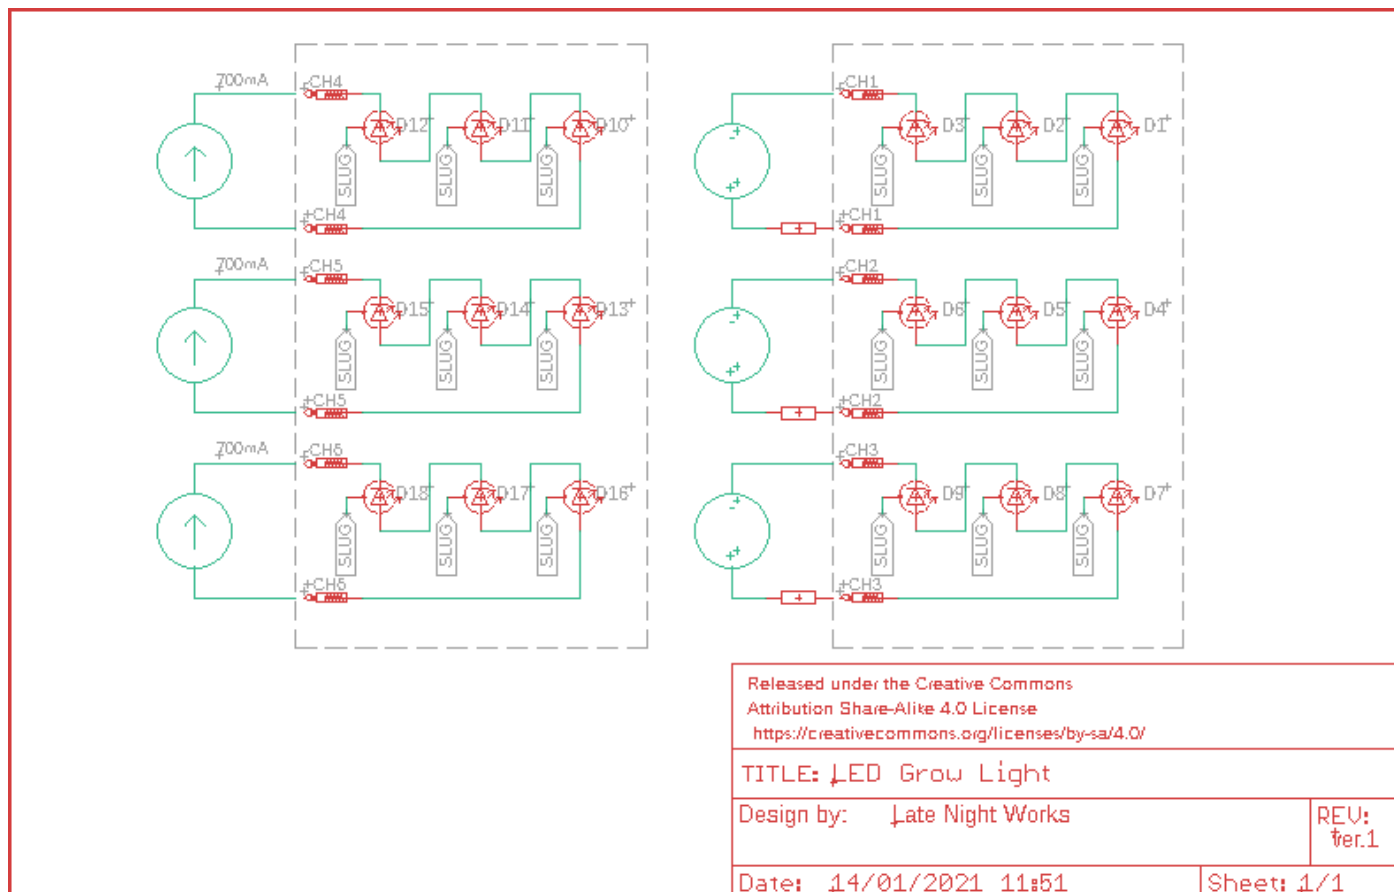 700mA CH4 CH1
D12 D11 D10 D3 D2 D1
SLUG SLUG SLUG SLUG SLUG SLUG
CH4 CH1
700mA CH5 CH2
D15 D14 D13 D6 D5 D4
SLUG SLUG SLUG SLUG SLUG SLUG
CH5 CH2
700mA CH6 CH3
D18 D17 D16 D9 D8 D7
SLUG SLUG SLUG SLUG SLUG SLUG
CH6 CH3
Released under the Creative Commons
Attribution Share-Alike 4.0 License
https://creativecommons.org/licenses/by-sa/4.0/
TITLE: LED Grow Light
Design by: Late Night Works
REV:
Ver.1
Date: 14/01/2021 11:51 Sheet: 1/1